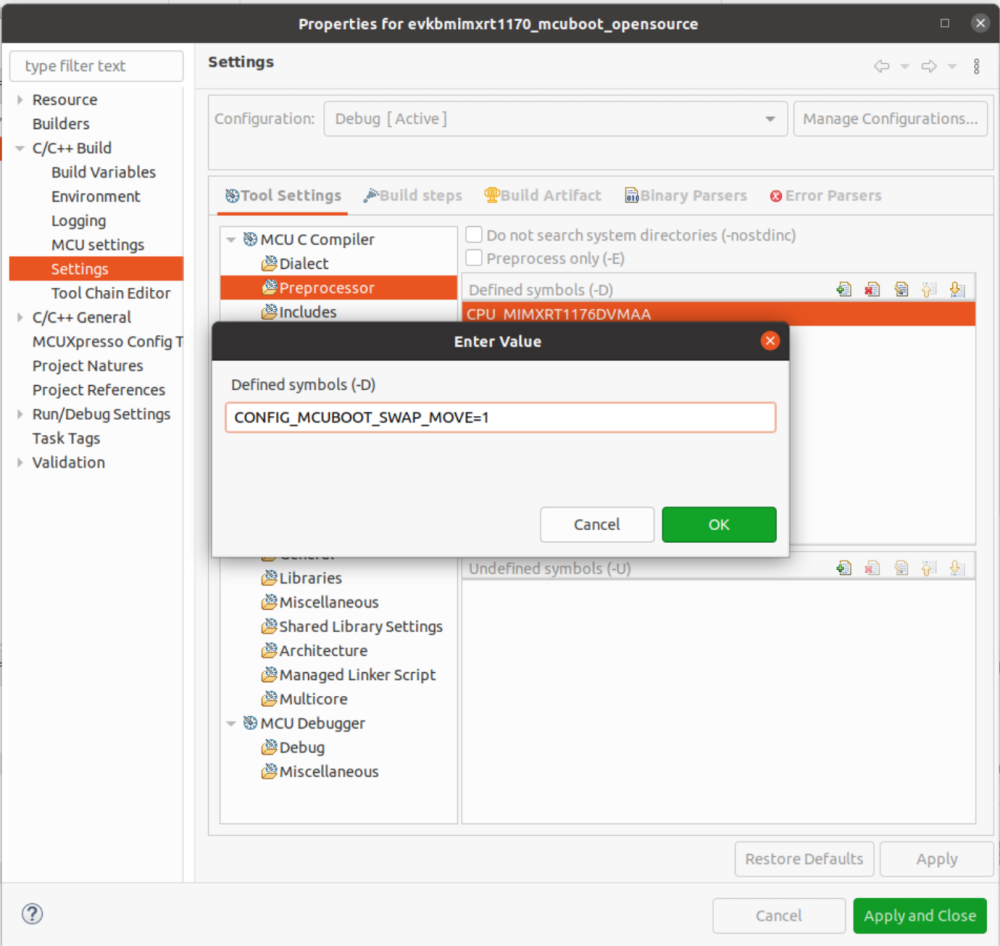 Properties for evkbmimxrt1170_mcuboot_opensource
type filter text
Resource
Builders
C/C++ Build
Build Variables
Environment
Logging
MCU settings
Settings
Tool Chain Editor
C/C++ General
MCUXpresso Config T
Project Natures
Project References
Run/Debug Settings
Task Tags
Validation
Settings
Configuration: Debug [ Active ] Manage Configurations...
Tool Settings Build steps Build Artifact Binary Parsers Error Parsers
MCU C Compiler
Dialect
Preprocessor
Includes
Do not search system directories (-nostdinc)
Preprocess only (-E)
Defined symbols (-D)
CPU_MIMXRT1176DVMAA
Enter Value
Defined symbols (-D)
CONFIG_MCUBOOT_SWAP_MOVE=1
Cancel OK
General
Libraries
Miscellaneous
Shared Library Settings
Architecture
Managed Linker Script
Multicore
MCU Debugger
Debug
Miscellaneous
Undefined symbols (-U)
Restore Defaults Apply
Cancel Apply and Close